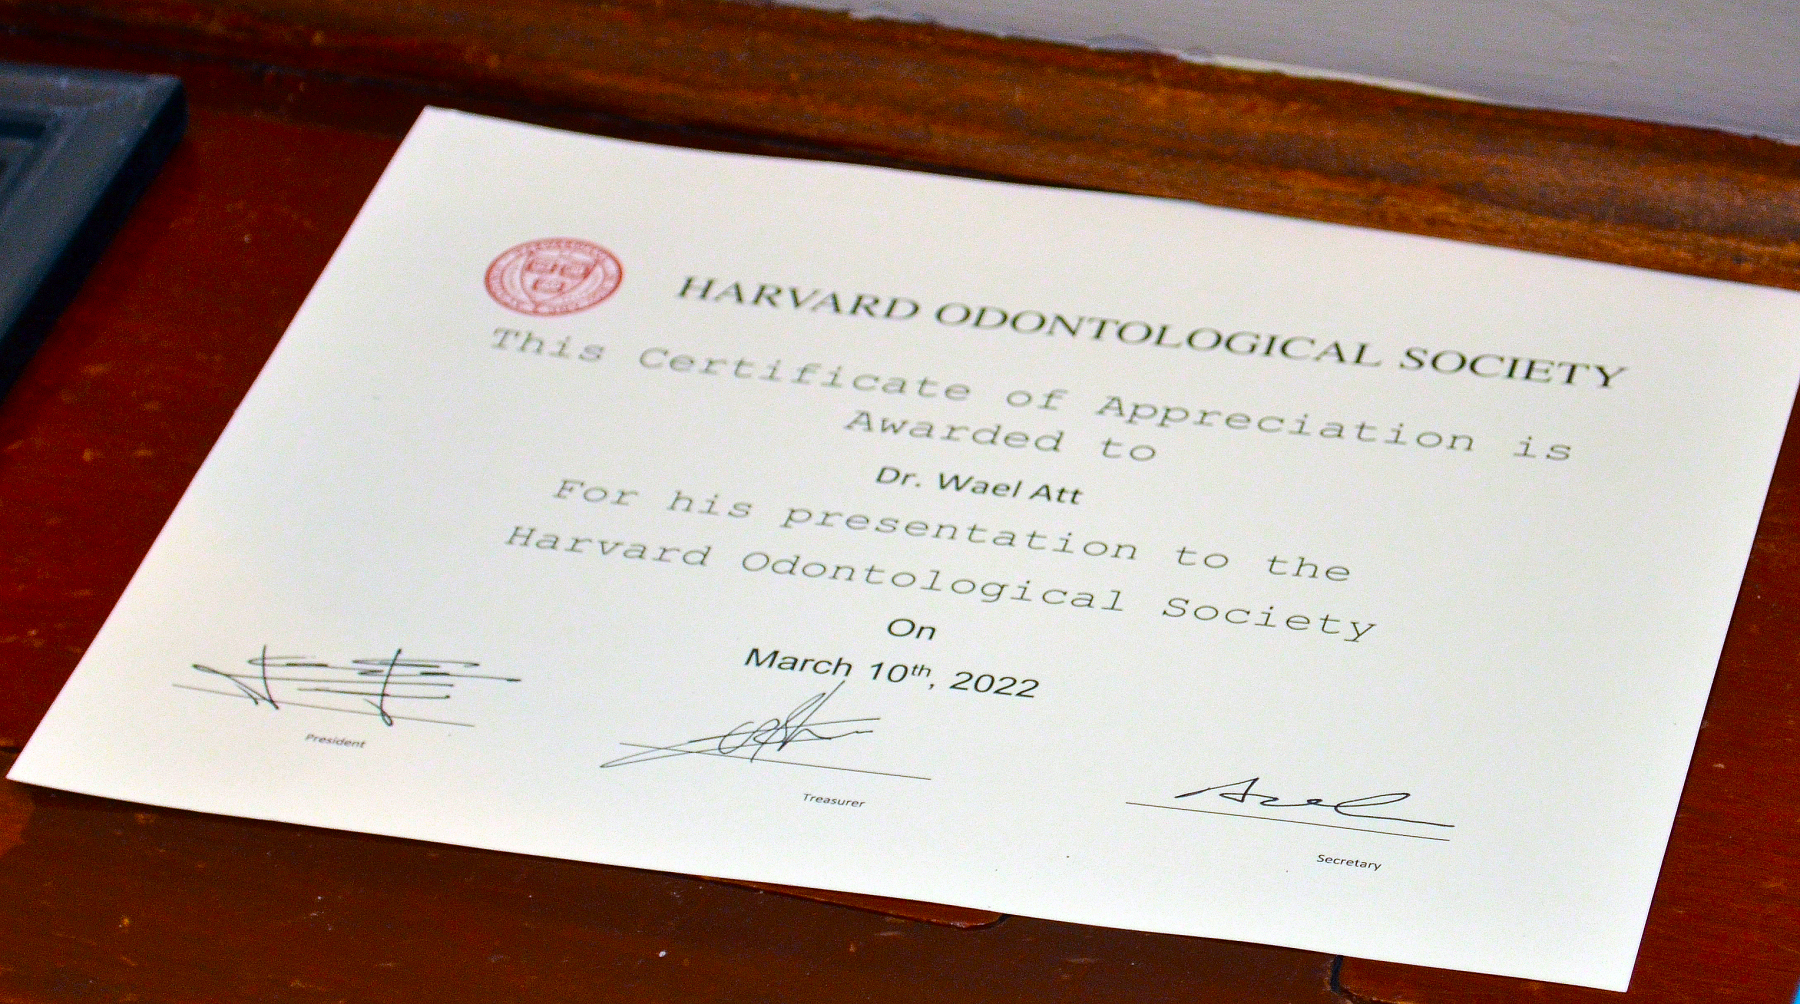 HARVARD ODONTOLOGICAL SOCIETY
This Certificate of Appreciation is
Awarded to
Dr. Wael Att
For his presentation to the
Harvard Odontological Society
On
March 10th, 2022
President
Treasurer
Secretary